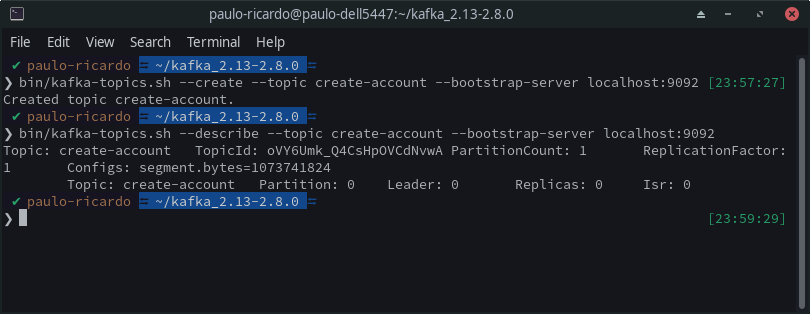 paulo-ricardo@paulo-dell5447:~/kafka_2.13-2.8.0
File Edit View Search Terminal Help
✔ paulo-ricardo = ~/kafka_2.13-2.8.0 =
❯ bin/kafka-topics.sh --create --topic create-account --bootstrap-server localhost:9092 [23:57:27]
Created topic create-account.
✔ paulo-ricardo = ~/kafka_2.13-2.8.0 =
❯ bin/kafka-topics.sh --describe --topic create-account --bootstrap-server localhost:9092
Topic: create-account TopicId: oVY6Umk_Q4CsHpOVCdNvwA PartitionCount: 1 ReplicationFactor:
1 Configs: segment.bytes=1073741824
Topic: create-account Partition: 0 Leader: 0 Replicas: 0 Isr: 0
✔ paulo-ricardo = ~/kafka_2.13-2.8.0 =
❯ [23:59:29]